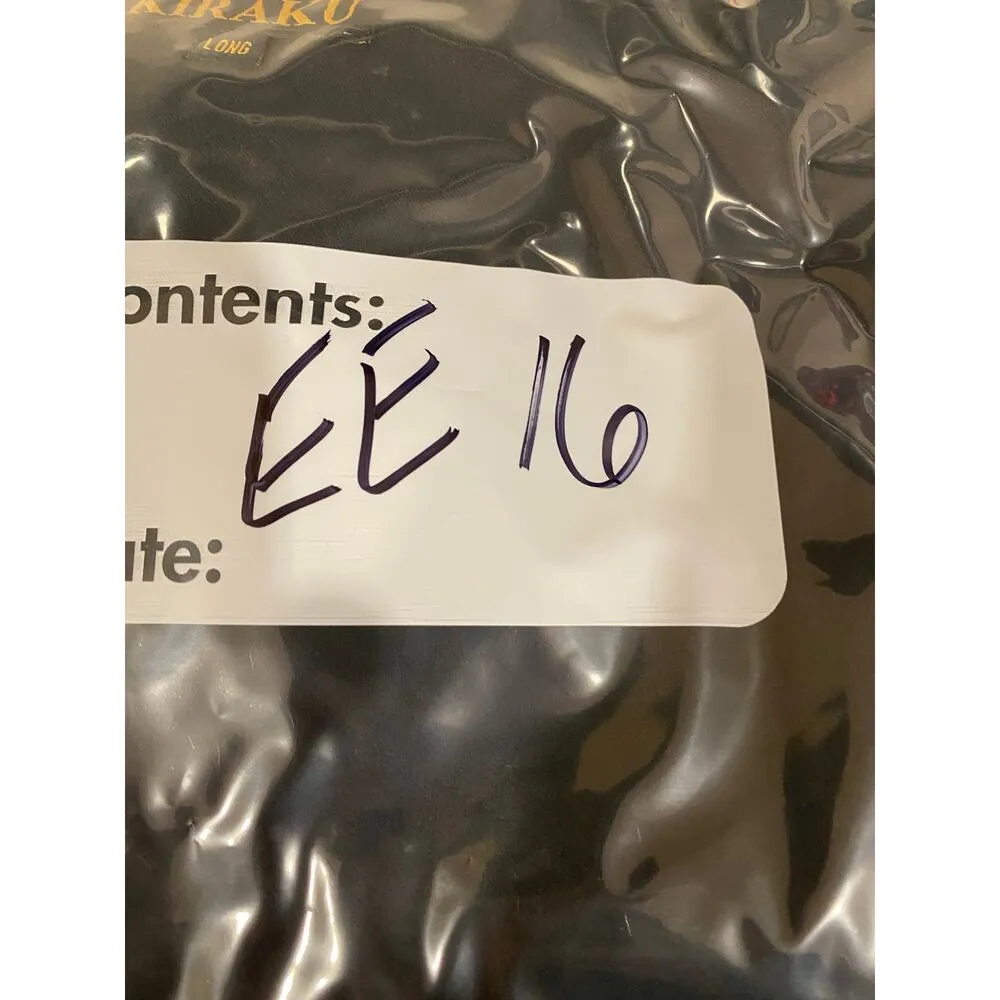 KIRAKU
LONG
ontents:
EE 16
ate: